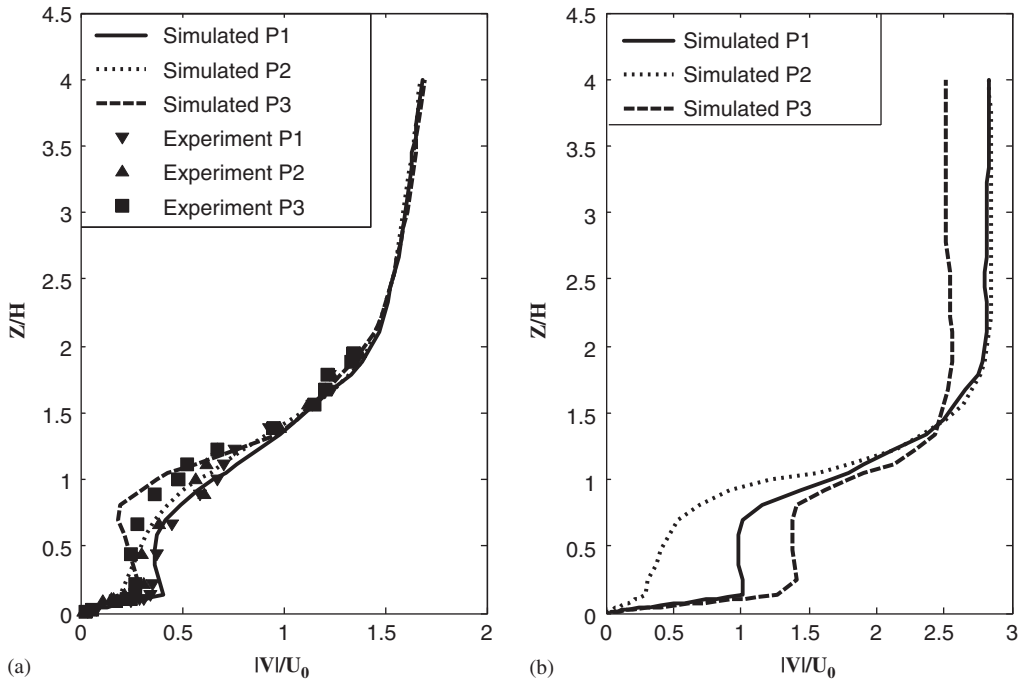 4.5
4
3.5
3
2.5
2
1.5
1
0.5
0
Z/H
Simulated P1
Simulated P2
Simulated P3
Experiment P1
Experiment P2
Experiment P3
0 0.5 1 1.5 2
(a)
|V|/U₀
4.5
4
3.5
3
2.5
2
1.5
1
0.5
0
Z/H
Simulated P1
Simulated P2
Simulated P3
0 0.5 1 1.5 2 2.5 3
(b)
|V|/U₀